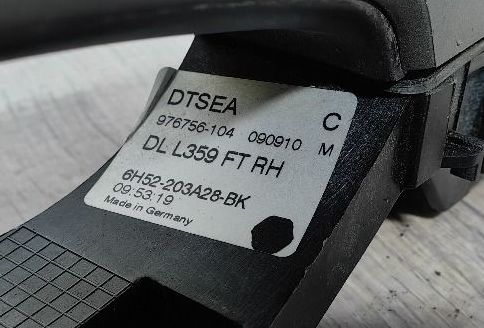 DTSEA C
976756-104 090910 M
DL L359 FT RH
6H52-203A28-BK
09:53:19
Made in Germany